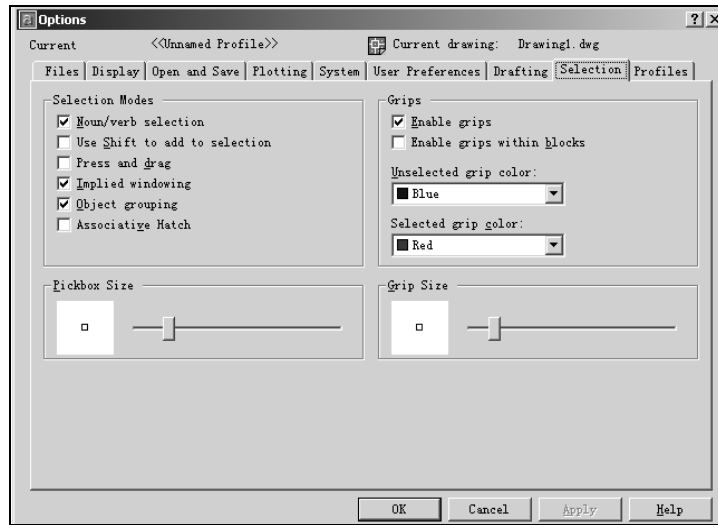 Options
Current <<Unnamed Profile>> Current drawing: Drawing1.dwg
Files Display Open and Save Plotting System User Preferences Drafting Selection Profiles
Selection Modes
Noun/verb selection
Use Shift to add to selection
Press and drag
Implied windowing
Object grouping
Associative Hatch
Grips
Enable grips
Enable grips within blocks
Unselected grip color:
Blue
Selected grip color:
Red
Pickbox Size
Grip Size
OK Cancel Apply Help